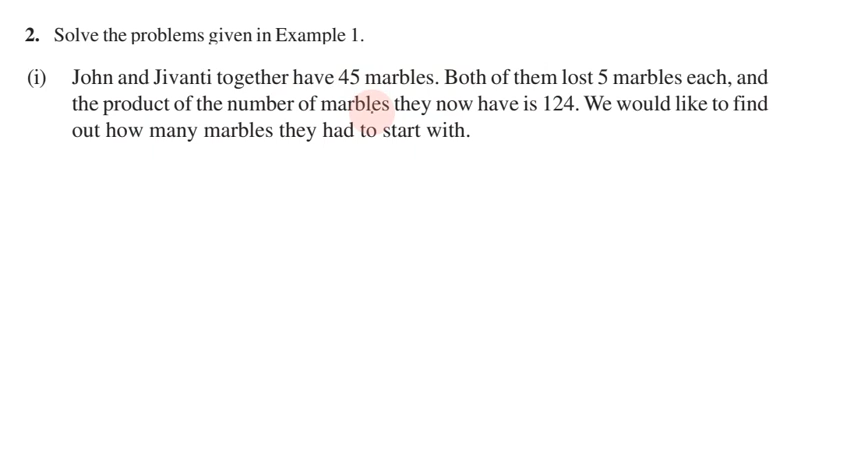 2. Solve the problems given in Example 1.
(i) John and Jivanti together have 45 marbles. Both of them lost 5 marbles each, and
the product of the number of marbles they now have is 124. We would like to find
out how many marbles they had to start with.